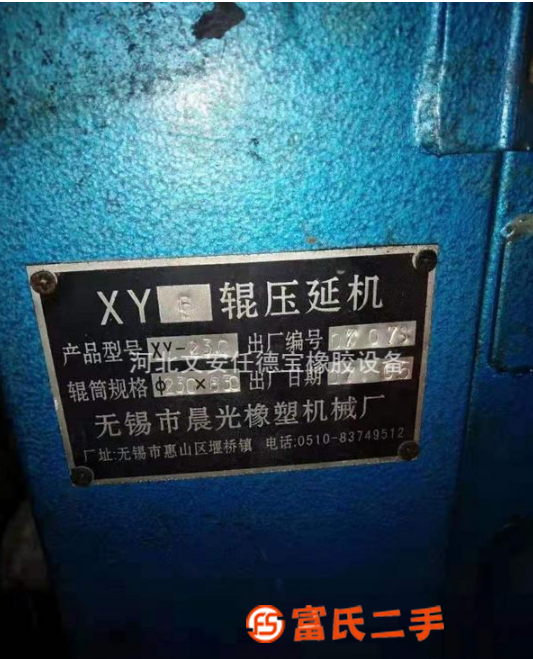 XY 辊压延机
产品型号 XY-230 出厂编号
河北文安任德宝橡胶设备
辊筒规格 Φ230× 出厂日期
无锡市晨光橡塑机械厂
厂址:无锡市惠山区堰桥镇 电话:0510-83749512
富氏二手